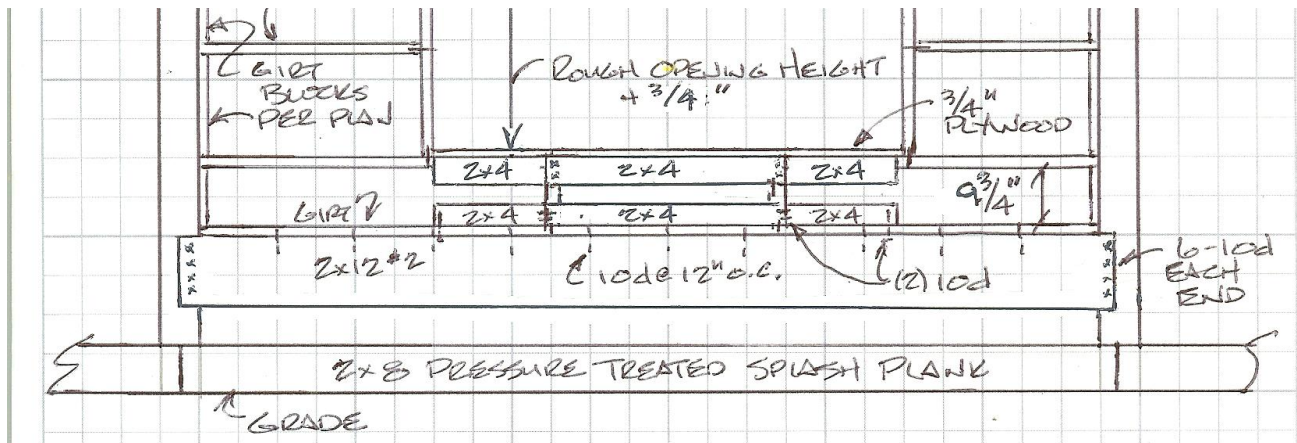 GIRT
BLOCKS
PER PLAN
ROUGH OPENING HEIGHT
+ 3/4"
3/4"
PLYWOOD
2x4
2x4
2x4
9 3/4"
GIRT
2x4
2x4
2x4
2x12 #2
10d @ 12" o.c.
(2) 10d
6-10d
EACH
END
2x8 PRESSURE TREATED SPLASH PLANK
GRADE